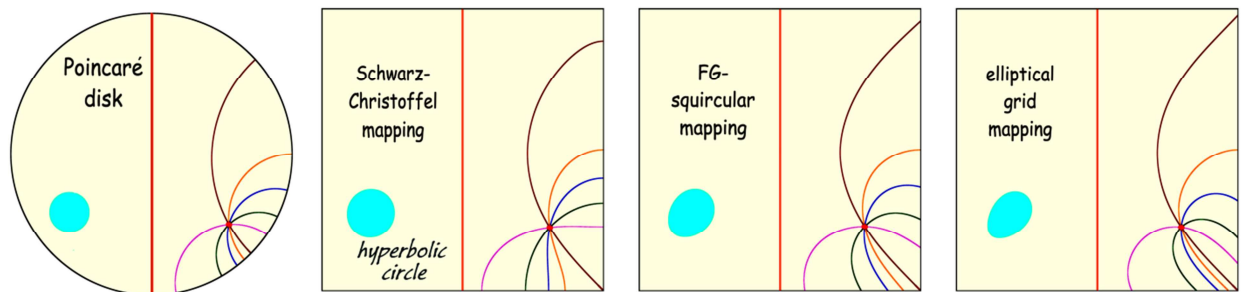 Poincaré
disk
Schwarz-
Christoffel
mapping
hyperbolic
circle
FG-
squircular
mapping
elliptical
grid
mapping